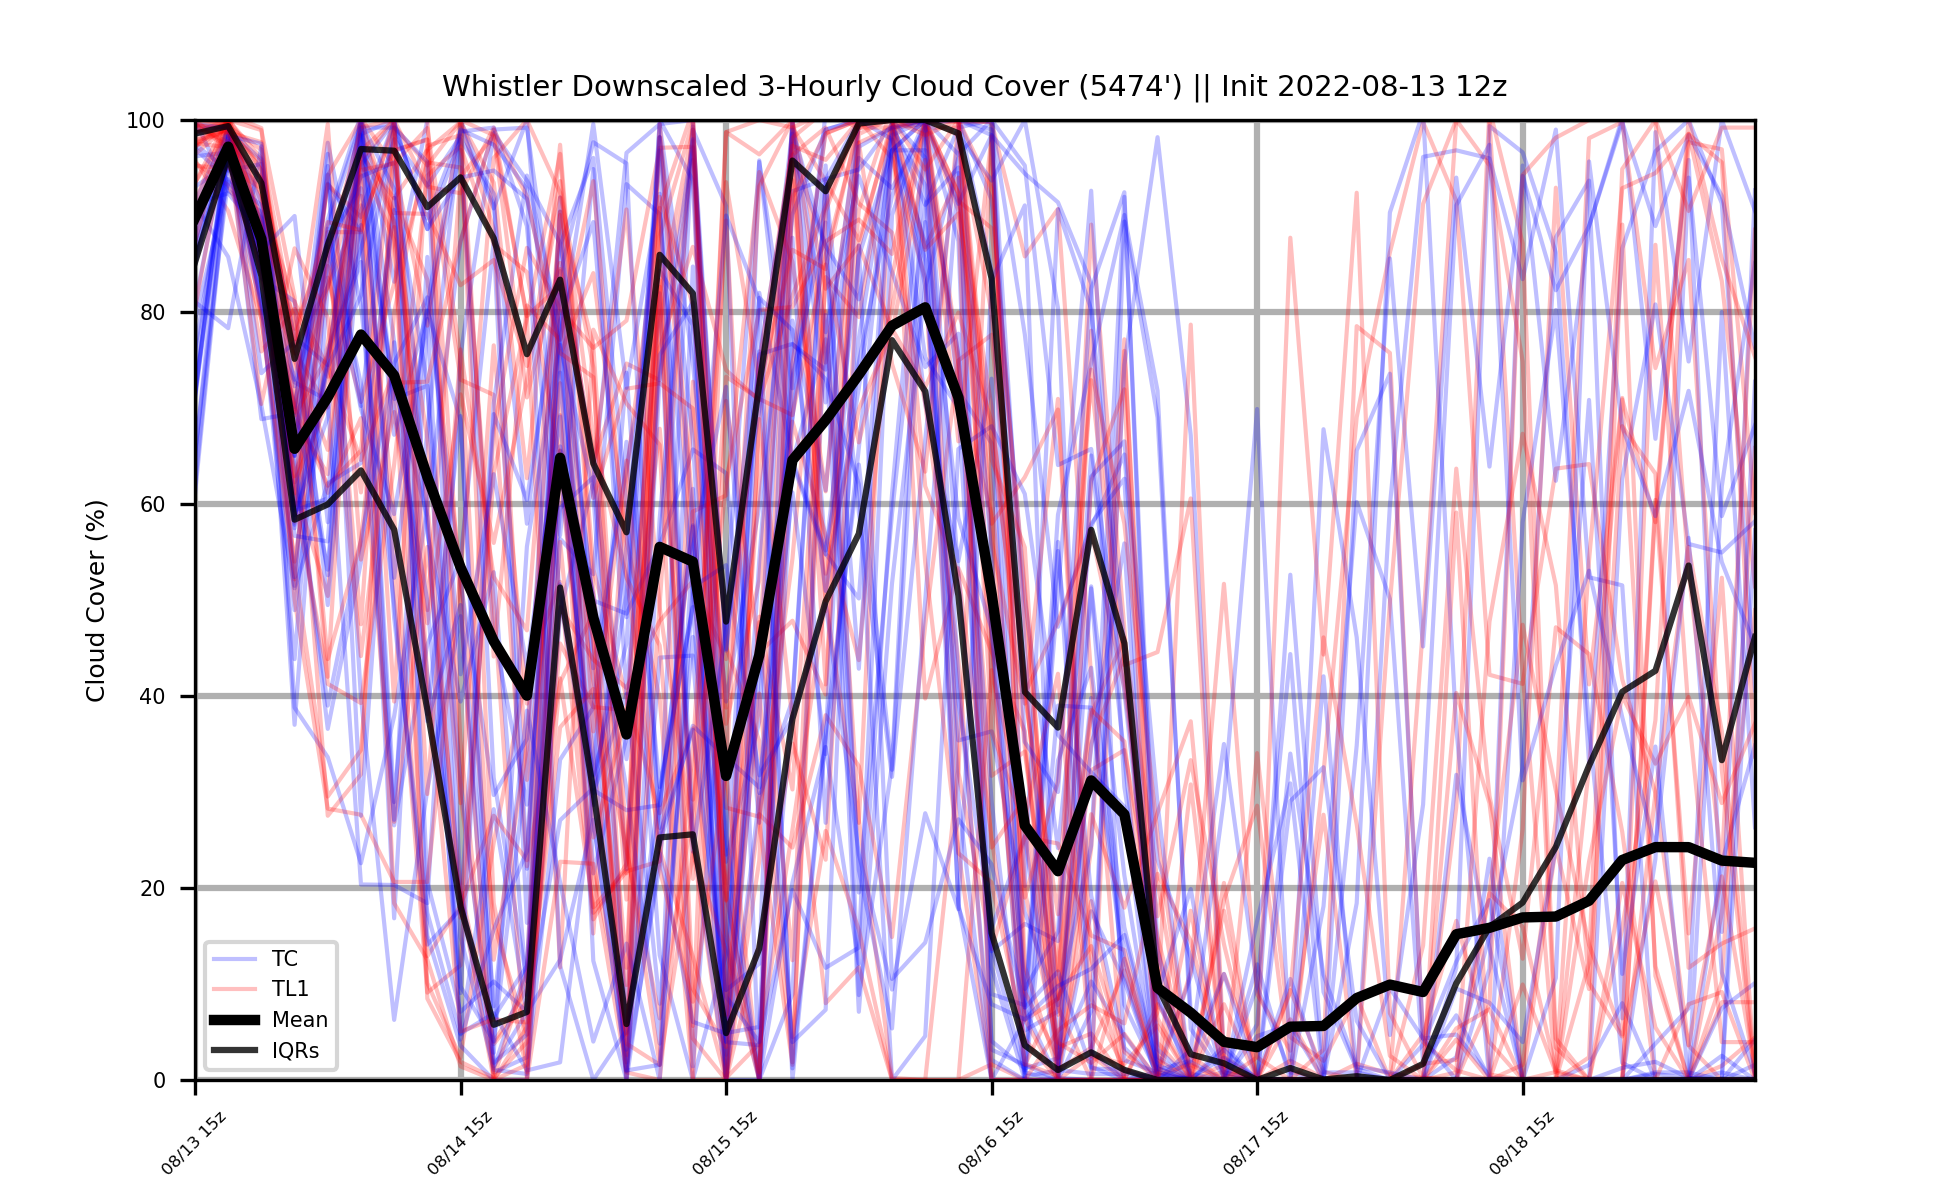 Whistler Downscaled 3-Hourly Cloud Cover (5474') || Init 2022-08-13 12z
Cloud Cover (%)
100
80
60
40
20
0
TC
TL1
Mean
IQRs
08/13 15z
08/14 15z
08/15 15z
08/16 15z
08/17 15z
08/18 15z